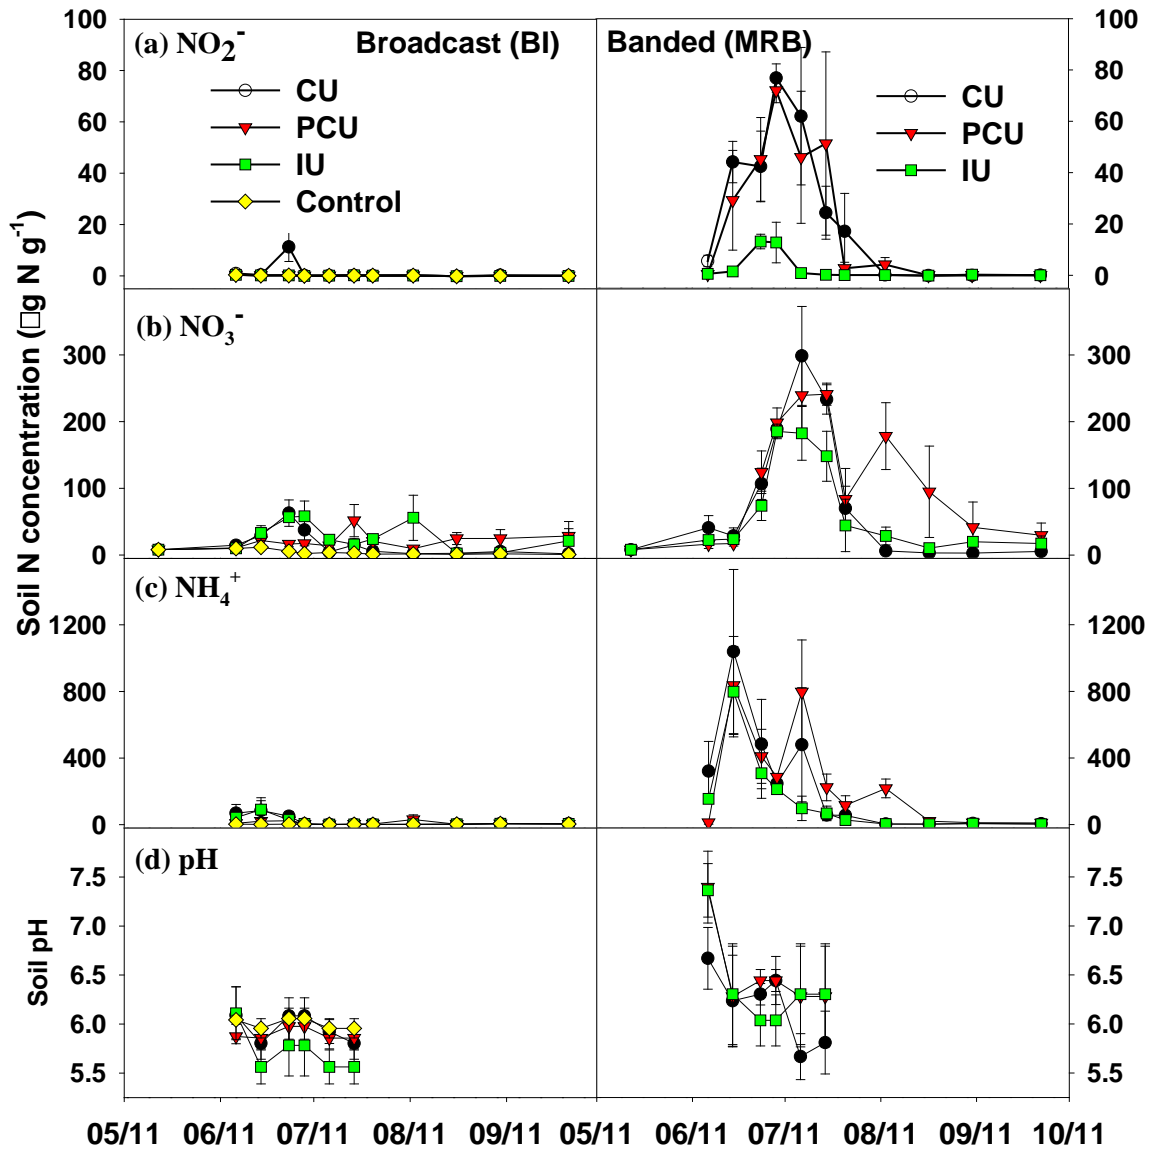 (a) NO2- Broadcast (BI)
Banded (MRB)
CU
PCU
IU
Control
CU
PCU
IU
100
80
60
40
20
0
100
80
60
40
20
0
(b) NO3-
300
200
100
0
300
200
100
0
Soil N concentration (□g N g-1)
(c) NH4+
1200
800
400
0
1200
800
400
0
(d) pH
Soil pH
7.5
7.0
6.5
6.0
5.5
7.5
7.0
6.5
6.0
5.5
05/11 06/11 07/11 08/11 09/11 05/11 06/11 07/11 08/11 09/11 10/11